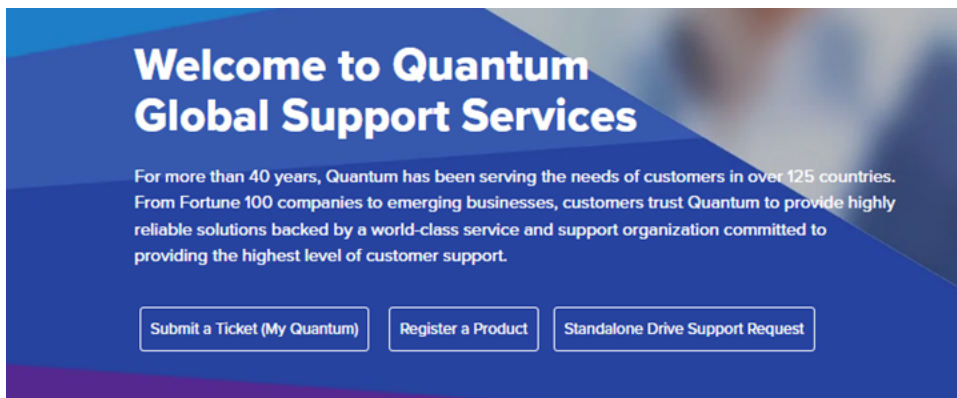 Welcome to Quantum
Global Support Services
For more than 40 years, Quantum has been serving the needs of customers in over 125 countries.
From Fortune 100 companies to emerging businesses, customers trust Quantum to provide highly
reliable solutions backed by a world-class service and support organization committed to
providing the highest level of customer support.
Submit a Ticket (My Quantum) Register a Product Standalone Drive Support Request